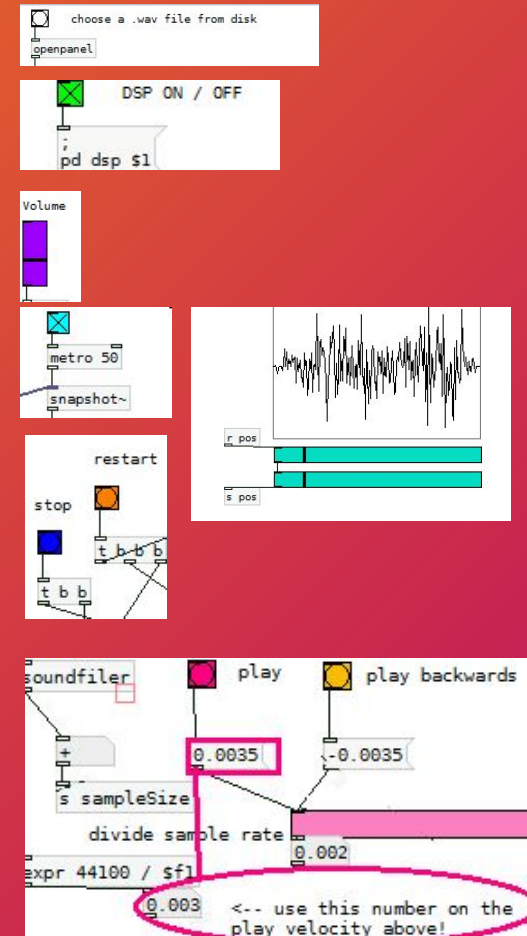 choose a .wav file from disk
openpanel
DSP ON / OFF
;
pd dsp $1
Volume
metro 50
snapshot~
r pos
s pos
restart
stop
t b b b
t b b
soundfiler
play
play backwards
+
0.0035
-0.0035
s sampleSize
divide sample rate
0.002
expr 44100 / $f1
0.003
<-- use this number on the
play velocity above!